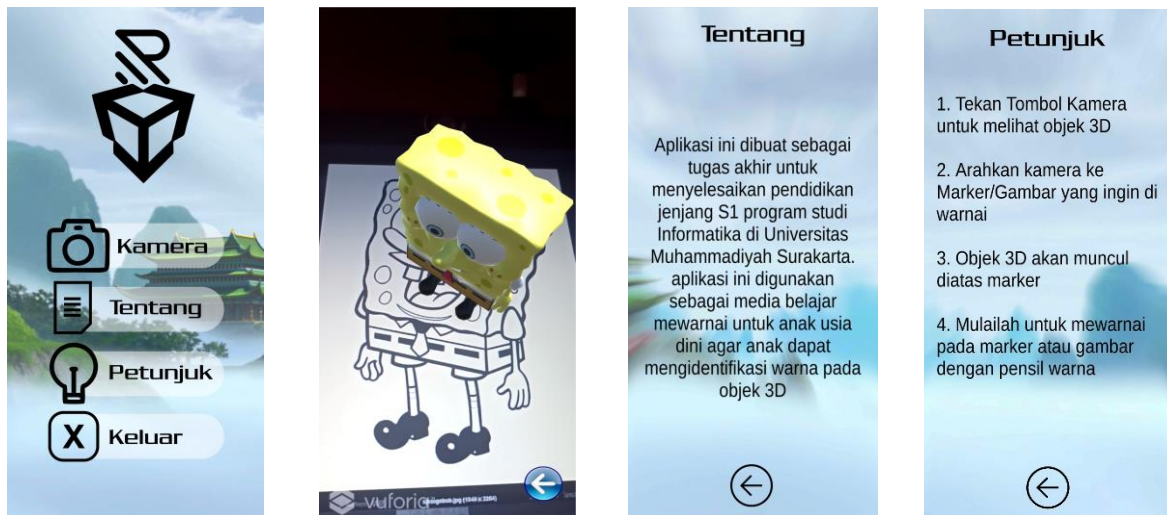 Kamera
Tentang
Petunjuk
X Keluar
vuforia
Tentang
Aplikasi ini dibuat sebagai
tugas akhir untuk
menyelesaikan pendidikan
jenjang S1 program studi
Informatika di Universitas
Muhammadiyah Surakarta.
aplikasi ini digunakan
sebagai media belajar
mewarnai untuk anak usia
dini agar anak dapat
mengidentifikasi warna pada
objek 3D
Petunjuk
1. Tekan Tombol Kamera
untuk melihat objek 3D
2. Arahkan kamera ke
Marker/Gambar yang ingin di
warnai
3. Objek 3D akan muncul
diatas marker
4. Mulailah untuk mewarnai
pada marker atau gambar
dengan pensil warna